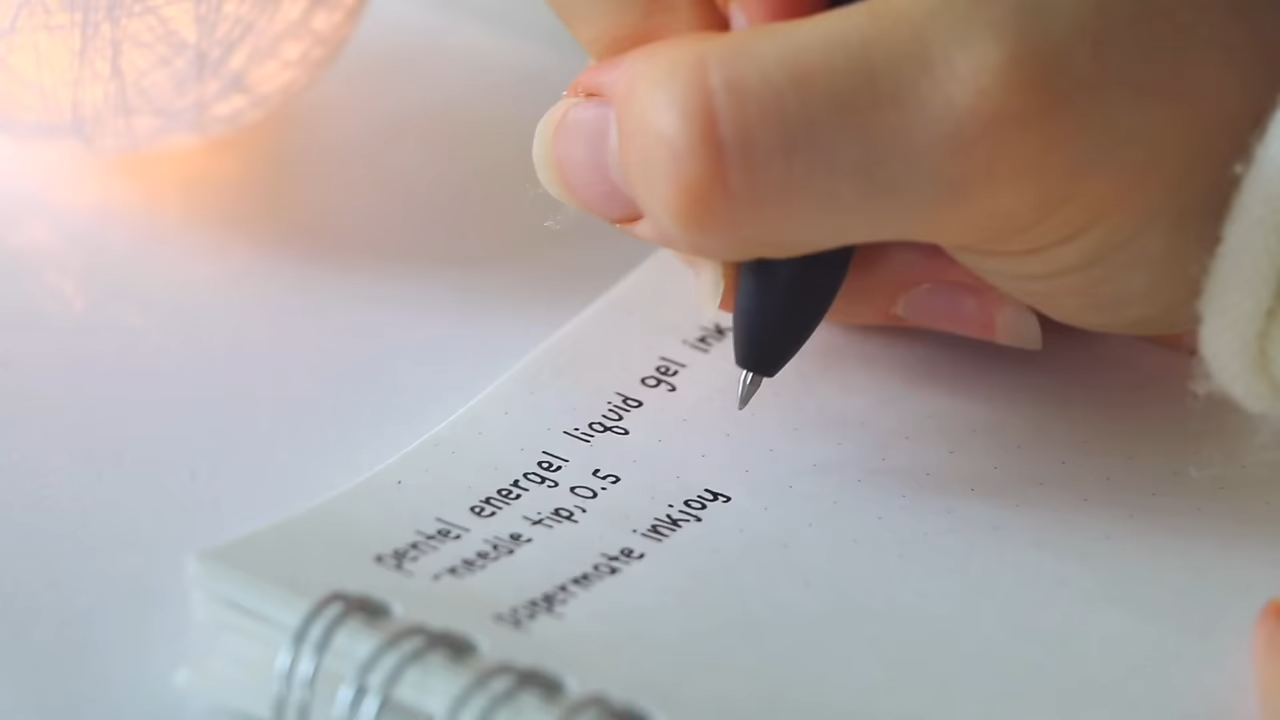 pentel energel liquid gel ink
-needle tip, 0.5
papermate inkjoy